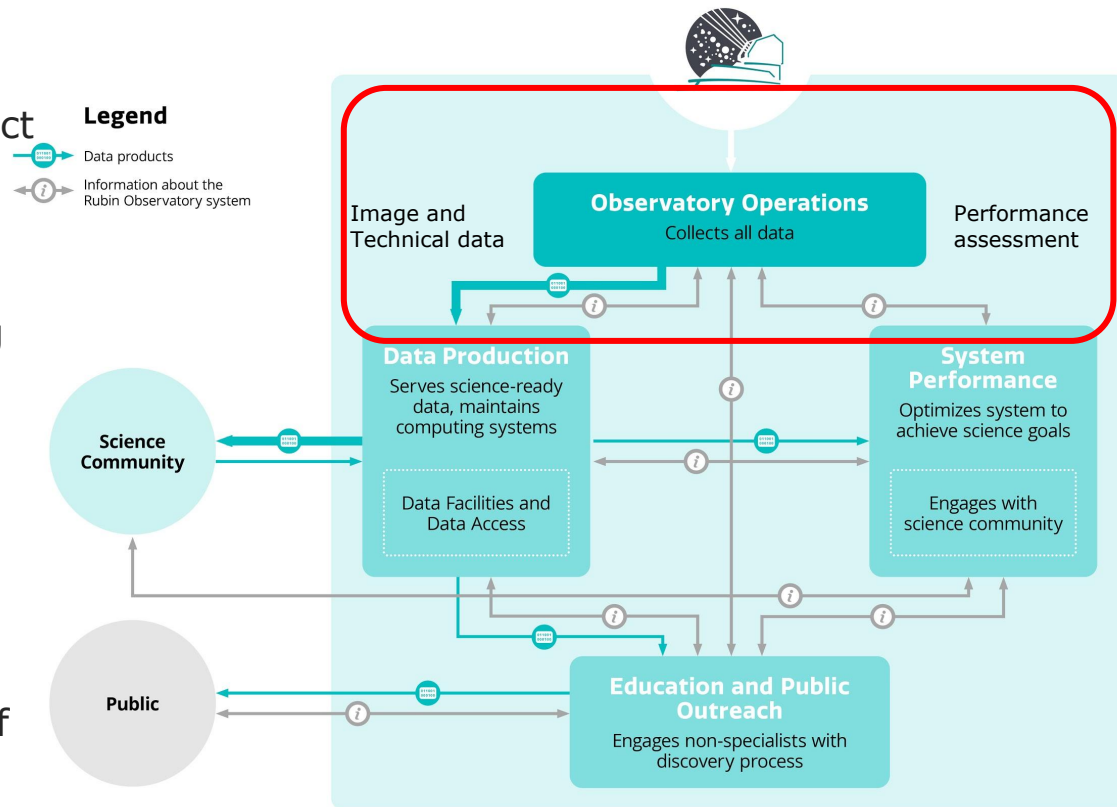 ct
Legend
Data products
Information about the
Rubin Observatory system
Image and
Technical data
Observatory Operations
Collects all data
Performance
assessment
g
Data Production
Serves science-ready
data, maintains
computing systems
Data Facilities and
Data Access
System
Performance
Optimizes system to
achieve science goals
Engages with
science community
Science
Community
Public
f
Education and Public
Outreach
Engages non-specialists with
discovery process